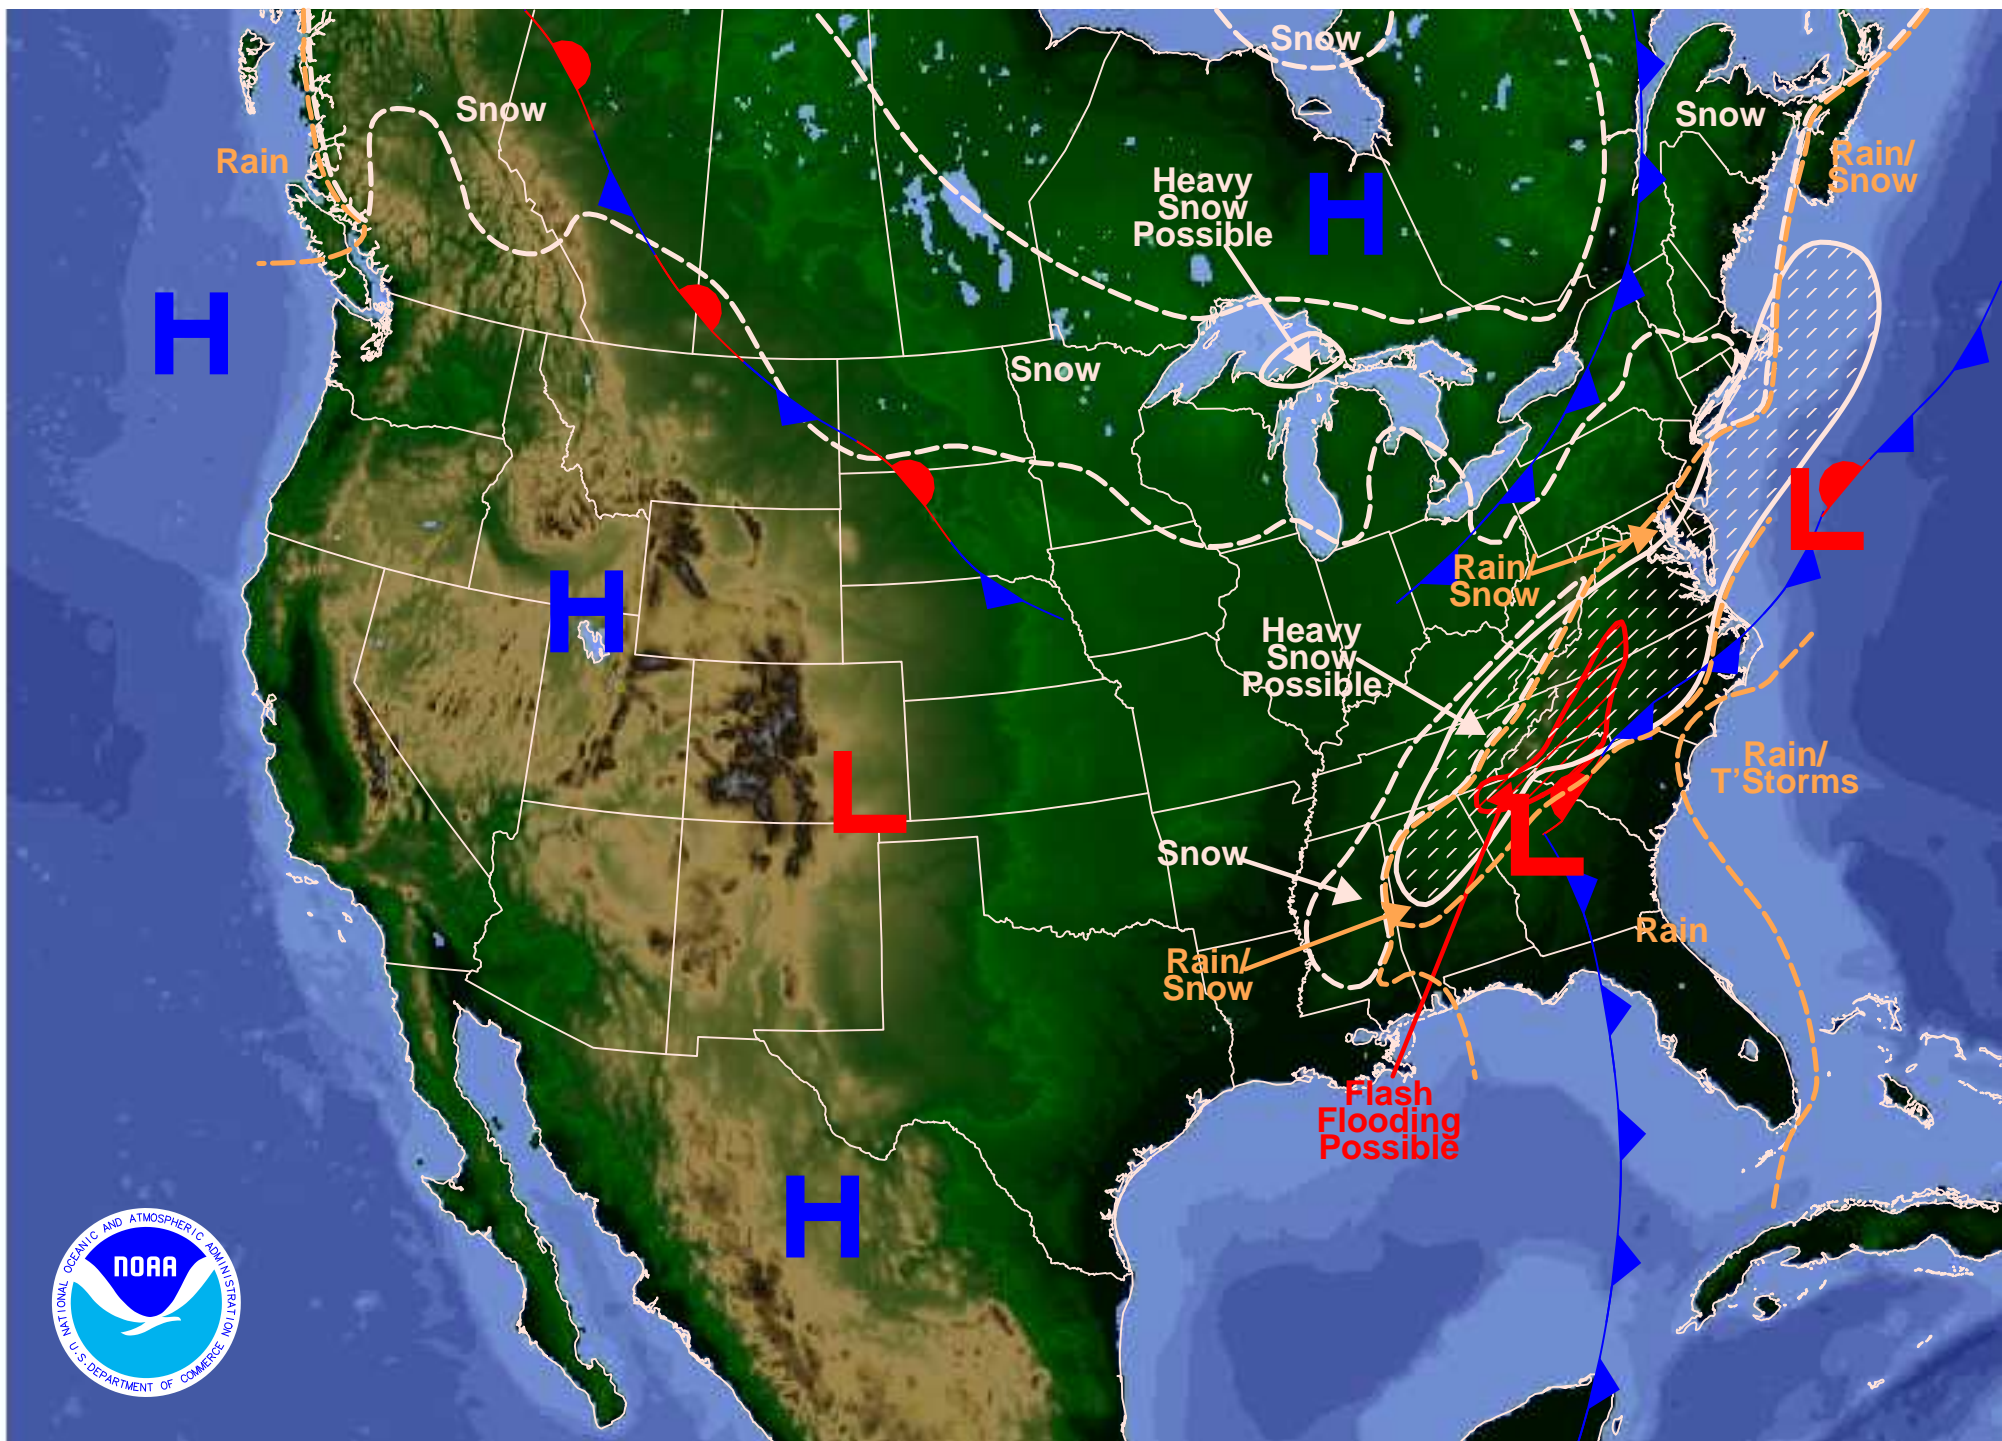 Snow
Snow
Snow
Rain
Rain/
Snow
Heavy
Snow
Possible
H
H
Snow
L
Rain/
Snow
H
Heavy
Snow
Possible
L
Rain/
T'Storms
L
Snow
Rain
Rain/
Snow
Flash
Flooding
Possible
H
NATIONAL OCEANIC AND ATMOSPHERIC ADMINISTRATION
NOAA
U.S. DEPARTMENT OF COMMERCE